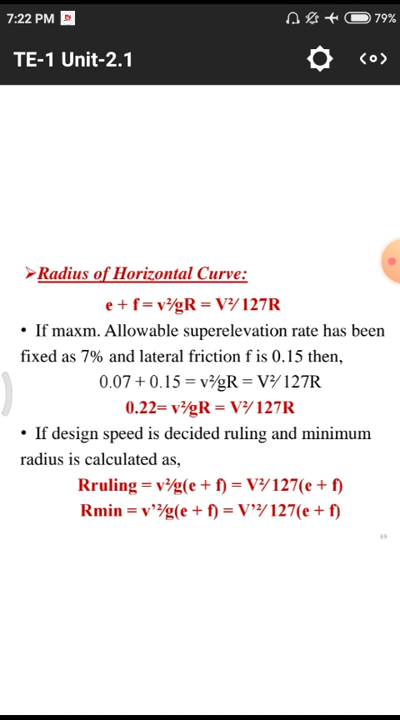 7:22 PM
79%
TE-1 Unit-2.1
➢Radius of Horizontal Curve:
e + f = v²⁄gR = V²⁄127R
• If maxm. Allowable superelevation rate has been
fixed as 7% and lateral friction f is 0.15 then,
0.07 + 0.15 = v²⁄gR = V²⁄127R
0.22= v²⁄gR = V²⁄127R
• If design speed is decided ruling and minimum
radius is calculated as,
Rruling = v²⁄g(e + f) = V²⁄127(e + f)
Rmin = v’²⁄g(e + f) = V’²⁄127(e + f)